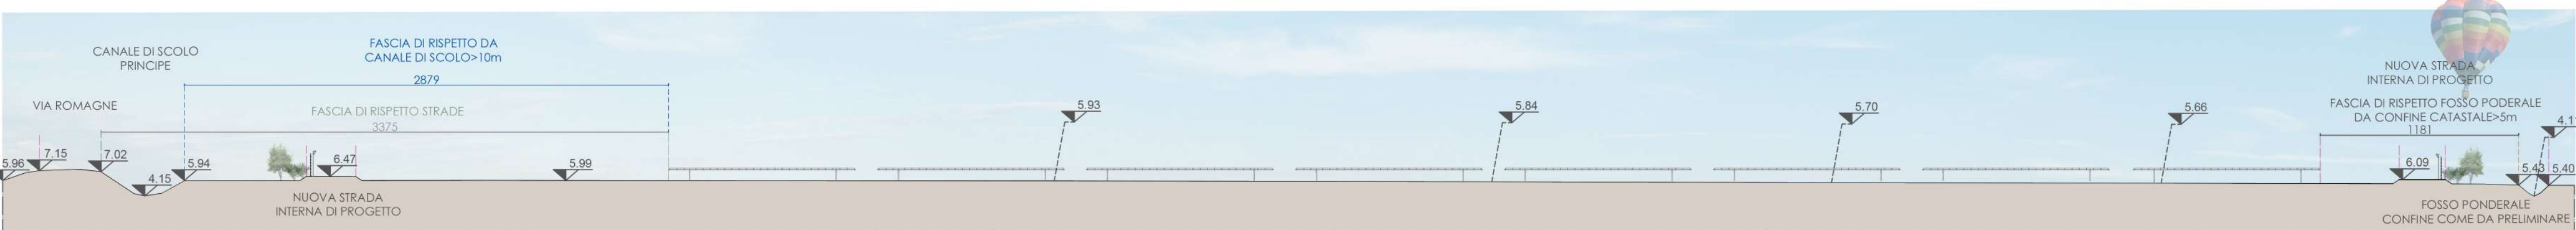 CANALE DI SCOLO
PRINCIPE
FASCIA DI RISPETTO DA
CANALE DI SCOLO>10m
2879
VIA ROMAGNE
FASCIA DI RISPETTO STRADE
3375
5.96
7.15
7.02
4.15
5.94
6.47
5.99
NUOVA STRADA
INTERNA DI PROGETTO
5.93
5.84
5.70
5.66
NUOVA STRADA
INTERNA DI PROGETTO
FASCIA DI RISPETTO FOSSO PODERALE
DA CONFINE CATASTALE>5m
1181
6.09
5.43
5.40
FOSSO PONDERALE
CONFINE COME DA PRELIMINARE